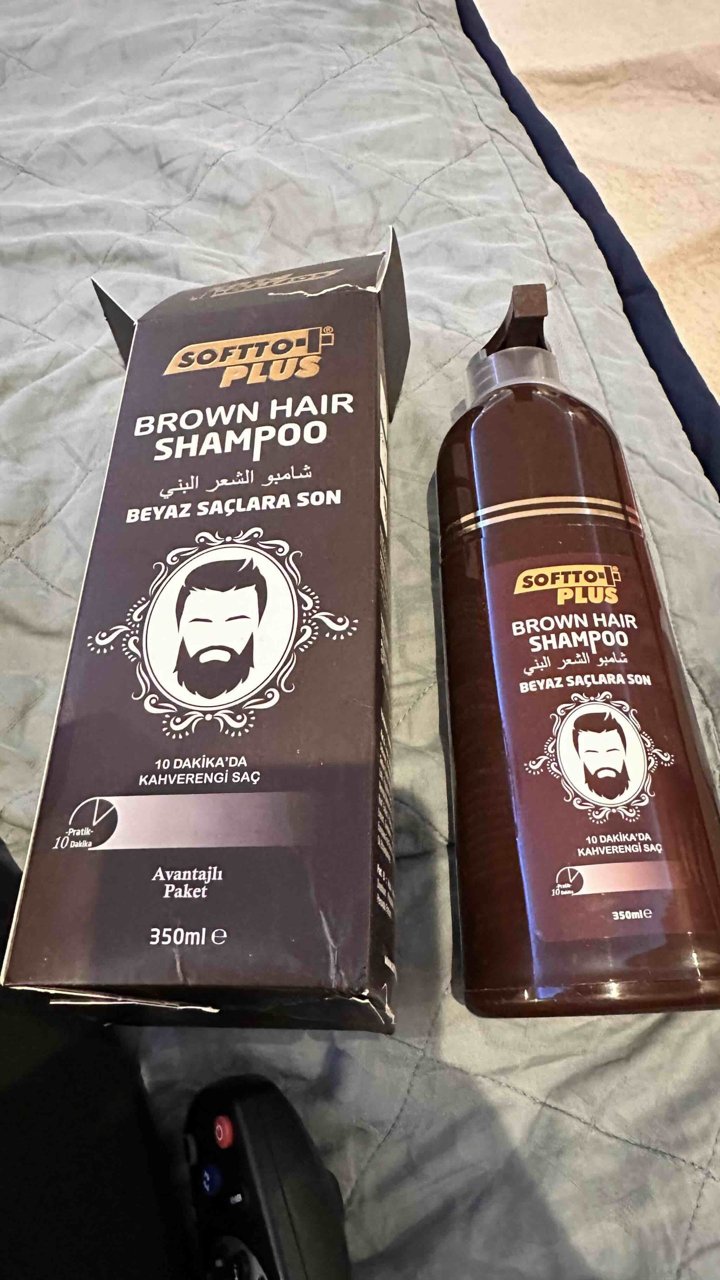 SOFTTO
PLUS
BROWN HAIR
SHAMPOO
شامبو الشعر البني
BEYAZ SAÇLARA SON
10 DAKİKA'DA
KAHVERENGİ SAÇ
-Pratik-
10 Dakika
Avantajlı
Paket
350ml e
SOFTTO
PLUS
BROWN HAIR
SHAMPOO
شامبو الشعر البني
BEYAZ SAÇLARA SON
10 DAKİKA'DA
KAHVERENGİ SAÇ
-Pratik-
10 Dakika
350ml e